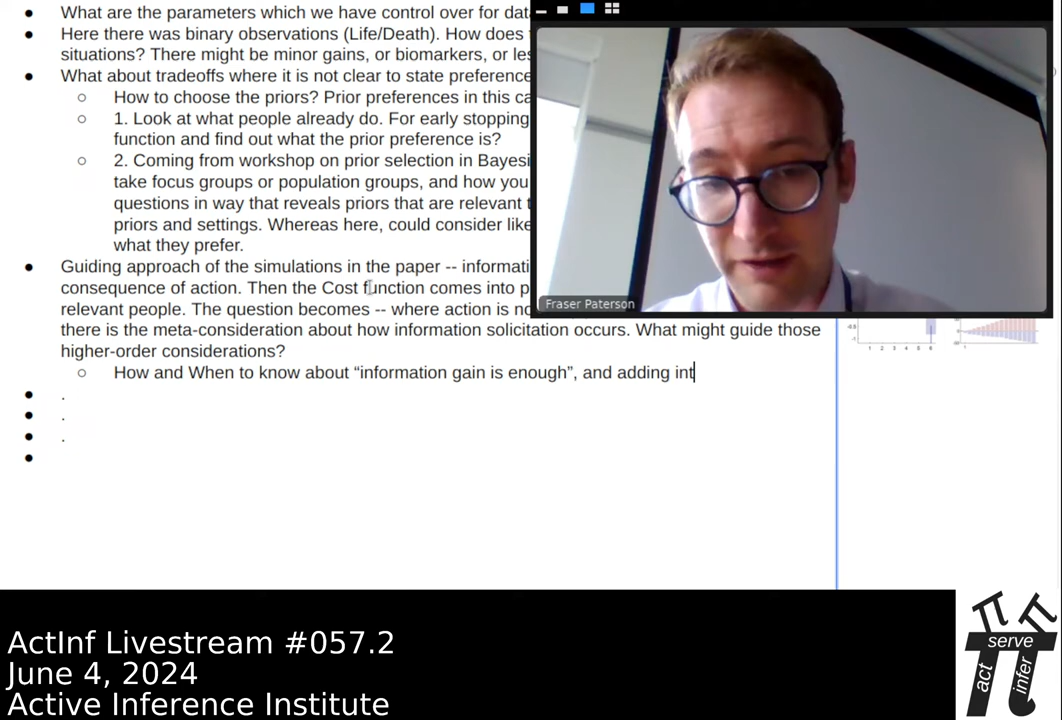 What are the parameters which we have control over for dat
Here there was binary observations (Life/Death). How does
situations? There might be minor gains, or biomarkers, or les
What about tradeoffs where it is not clear to state preference
How to choose the priors? Prior preferences in this ca
1. Look at what people already do. For early stopping
function and find out what the prior preference is?
2. Coming from workshop on prior selection in Bayesi
take focus groups or population groups, and how you
questions in way that reveals priors that are relevant t
priors and settings. Whereas here, could consider like
what they prefer.
Guiding approach of the simulations in the paper -- informati
consequence of action. Then the Cost function comes into p
relevant people. The question becomes -- where action is no
there is the meta-consideration about how information solicitation occurs. What might guide those
higher-order considerations?
How and When to know about “information gain is enough”, and adding int
.
.
.
Fraser Paterson
1 2 3 4 5 6
1
ActInf Livestream #057.2
June 4, 2024
Active Inference Institute
serve
act
infer